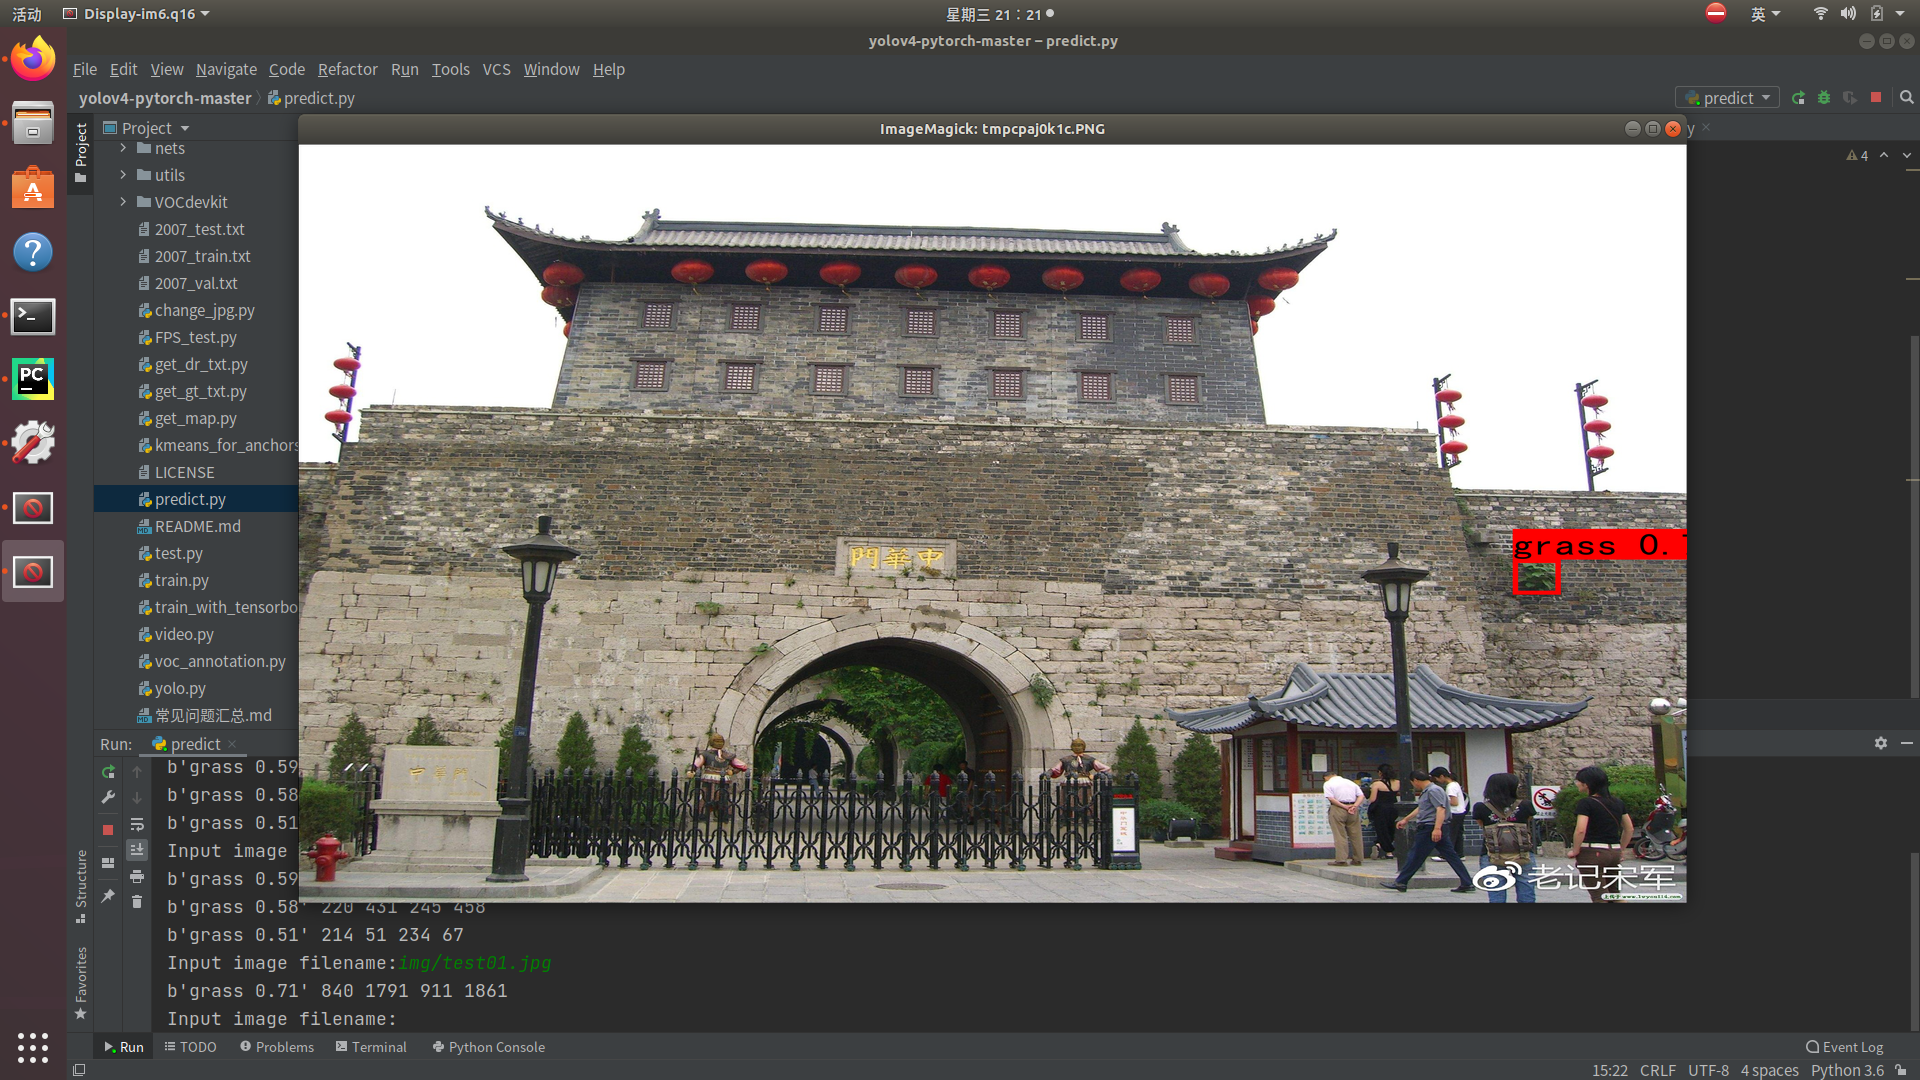 活动
Display-im6.q16
星期三 21：21
英
yolov4-pytorch-master – predict.py
File Edit View Navigate Code Refactor Run Tools VCS Window Help
yolov4-pytorch-master predict.py
predict
Project
ImageMagick: tmpcpaj0k1c.PNG
y
4
Project
nets
utils
VOCdevkit
2007_test.txt
2007_train.txt
2007_val.txt
change_jpg.py
FPS_test.py
get_dr_txt.py
get_gt_txt.py
get_map.py
kmeans_for_anchors
LICENSE
predict.py
README.md
test.py
train.py
train_with_tensorbo
video.py
voc_annotation.py
yolo.py
常见问题汇总.md
PC
門華中
grass 0.
中華門
老记宋军
Run: predict
b'grass 0.59
b'grass 0.58
b'grass 0.51
Input image
b'grass 0.59
b'grass 0.58' 220 431 245 458
b'grass 0.51' 214 51 234 67
Input image filename:img/test01.jpg
b'grass 0.71' 840 1791 911 1861
Input image filename:
Structure
Favorites
Run TODO Problems Terminal Python Console
Event Log
15:22 CRLF UTF-8 4 spaces Python 3.6